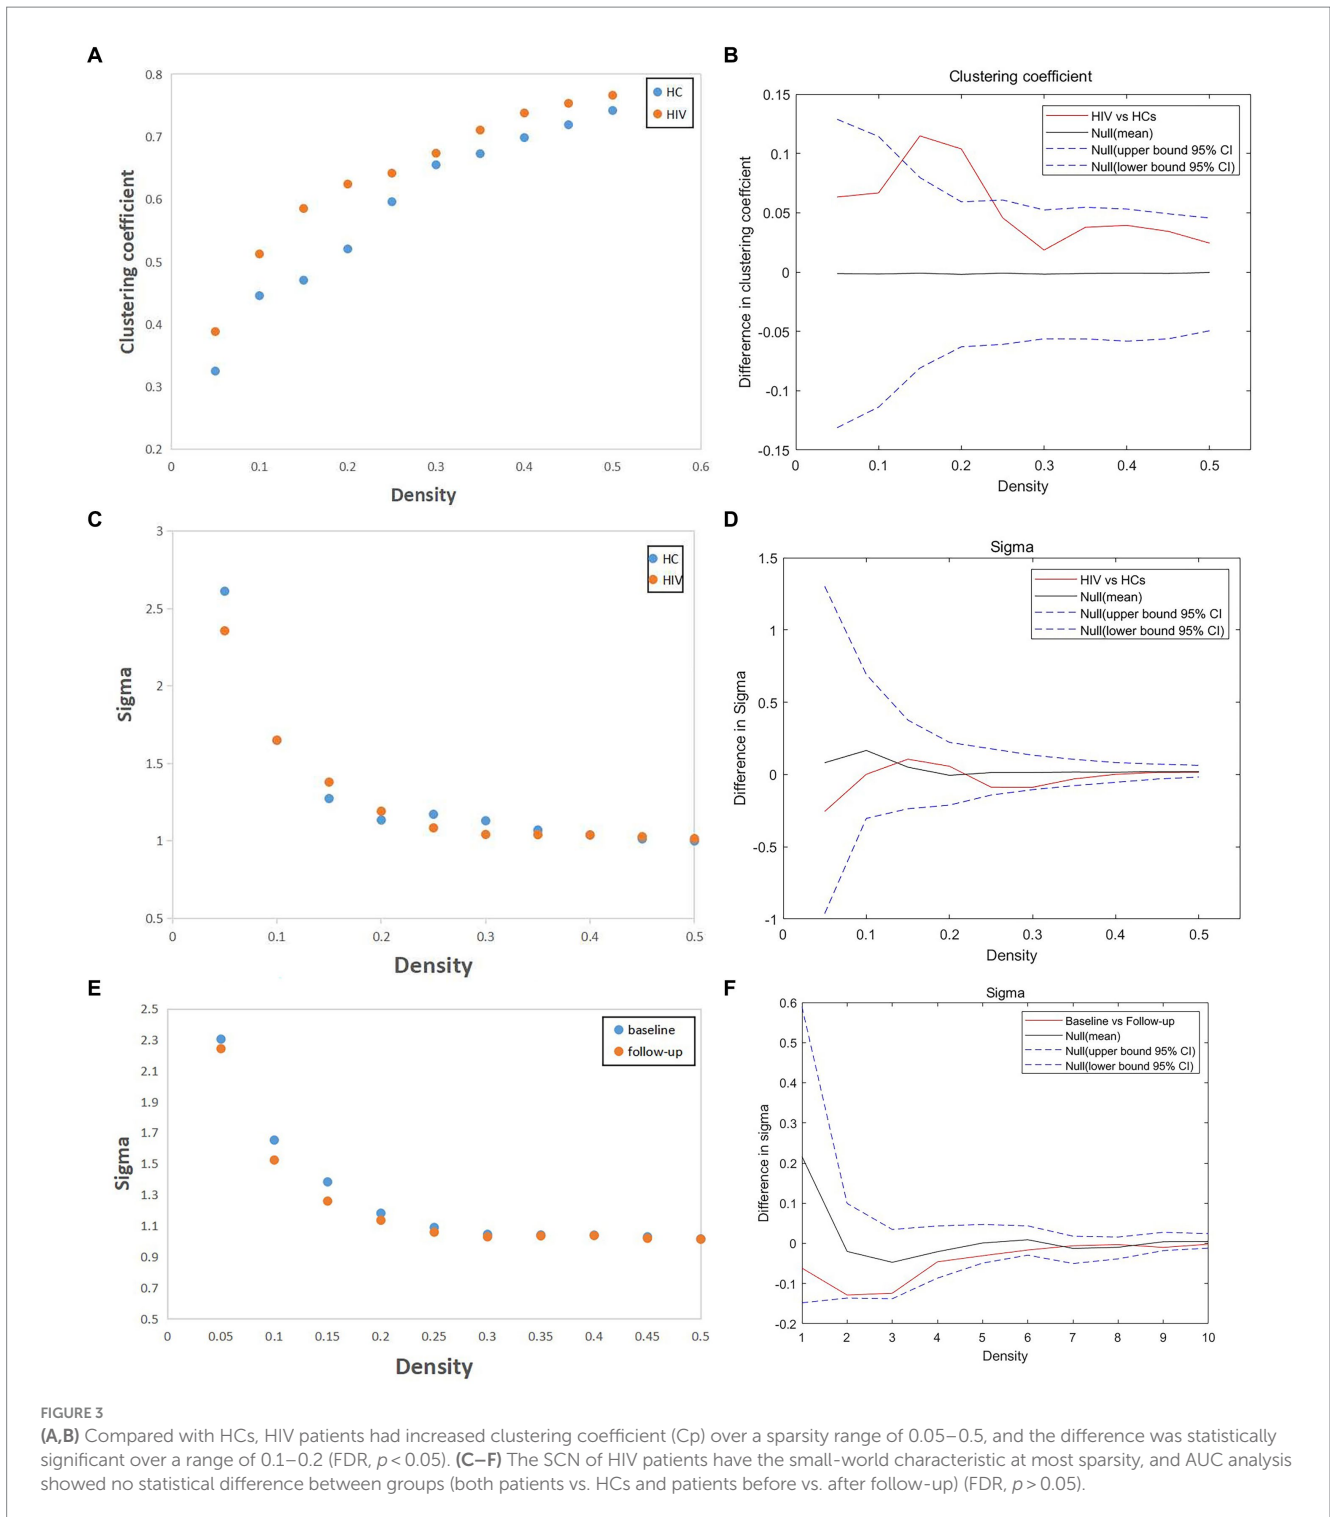 A
0.8
0.7
0.6
0.5
0.4
0.3
0.2
0
0.1
0.2
0.3
0.4
0.5
0.6
Clustering coefficient
Density
HC
HIV
B
Clustering coefficient
0.15
0.1
0.05
0
-0.05
-0.1
-0.15
0
0.1
0.2
0.3
0.4
0.5
Differernce in clustering coeffcient
Density
HIV vs HCs
Null(mean)
Null(upper bound 95% CI
Null(lower bound 95% CI)
C
3
2.5
2
1.5
1
0.5
0
0.1
0.2
0.3
0.4
0.5
Sigma
Density
HC
HIV
D
Sigma
1.5
1
0.5
0
-0.5
-1
0
0.1
0.2
0.3
0.4
0.5
Difference in Sigma
Density
HIV vs HCs
Null(mean)
Null(upper bound 95% CI
Null(lower bound 95% CI)
E
2.5
2.3
2.1
1.9
1.7
1.5
1.3
1.1
0.9
0.7
0.5
0
0.05
0.1
0.15
0.2
0.25
0.3
0.35
0.4
0.45
0.5
Sigma
Density
baseline
follow-up
F
Sigma
0.6
0.5
0.4
0.3
0.2
0.1
0
-0.1
-0.2
1
2
3
4
5
6
7
8
9
10
Difference in sigma
Density
Baseline vs Follow-up
Null(mean)
Null(upper bound 95% CI)
Null(lower bound 95% CI)
FIGURE 3
(A,B) Compared with HCs, HIV patients had increased clustering coefficient (Cp) over a sparsity range of 0.05–0.5, and the difference was statistically
significant over a range of 0.1–0.2 (FDR, p < 0.05). (C–F) The SCN of HIV patients have the small-world characteristic at most sparsity, and AUC analysis
showed no statistical difference between groups (both patients vs. HCs and patients before vs. after follow-up) (FDR, p > 0.05).